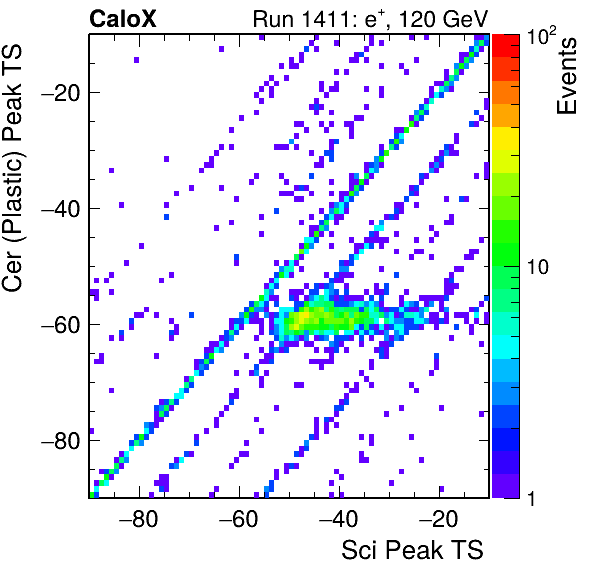 CaloX Run 1411: e⁺, 120 GeV
Cer (Plastic) Peak TS
−20
−40
−60
−80
−80 −60 −40 −20
Sci Peak TS
10²
10
1
Events